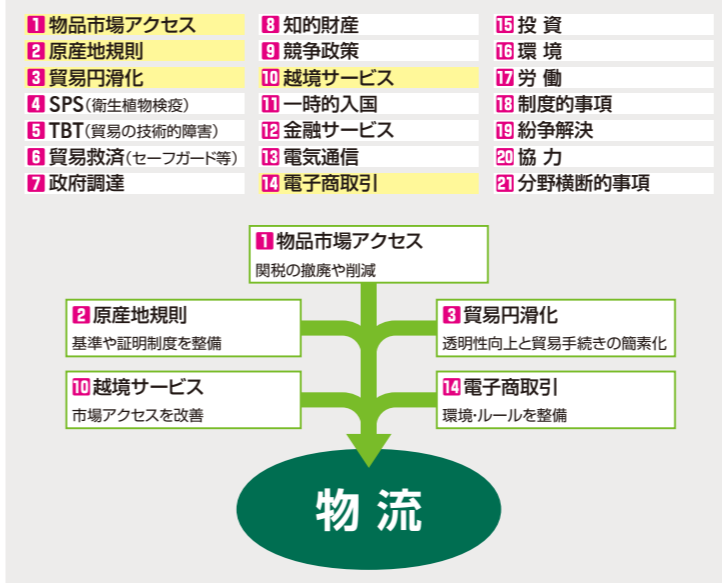 1 物品市場アクセス
2 原産地規則
3 貿易円滑化
4 SPS(衛生植物検疫)
5 TBT(貿易の技術的障害)
6 貿易救済(セーフガード等)
7 政府調達
8 知的財産
9 競争政策
10 越境サービス
11 一時的入国
12 金融サービス
13 電気通信
14 電子商取引
15 投 資
16 環 境
17 労 働
18 制度的事項
19 紛争解決
20 協 力
21 分野横断的事項
1 物品市場アクセス
関税の撤廃や削減
2 原産地規則
基準や証明制度を整備
3 貿易円滑化
透明性向上と貿易手続きの簡素化
10 越境サービス
市場アクセスを改善
14 電子商取引
環境・ルールを整備
物 流